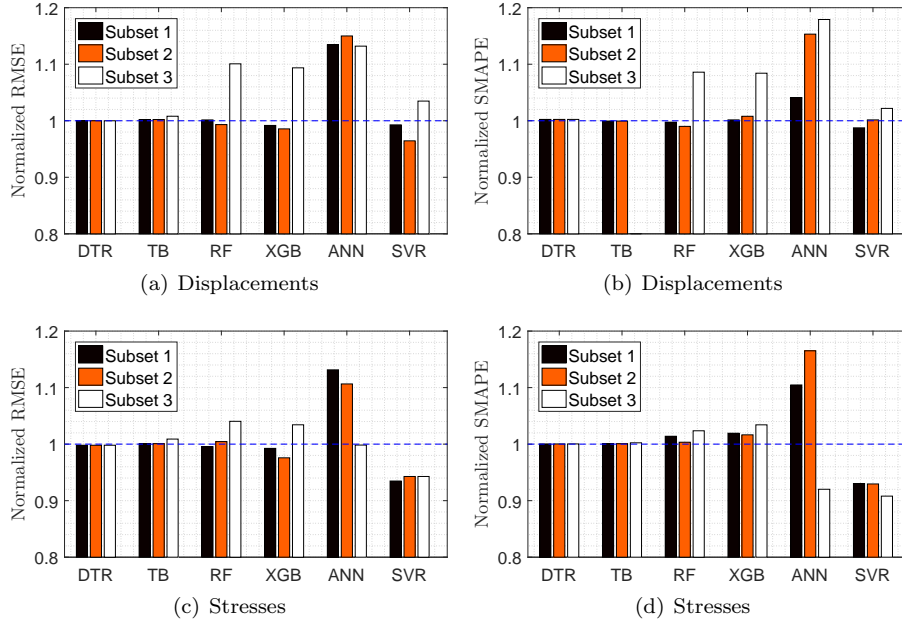 Normalized RMSE
1.2
1.1
1
0.9
0.8
Subset 1
Subset 2
Subset 3
DTR TB RF XGB ANN SVR
(a) Displacements
Normalized SMAPE
1.2
1.1
1
0.9
0.8
Subset 1
Subset 2
Subset 3
DTR TB RF XGB ANN SVR
(b) Displacements
Normalized RMSE
1.2
1.1
1
0.9
0.8
Subset 1
Subset 2
Subset 3
DTR TB RF XGB ANN SVR
(c) Stresses
Normalized SMAPE
1.2
1.1
1
0.9
0.8
Subset 1
Subset 2
Subset 3
DTR TB RF XGB ANN SVR
(d) Stresses